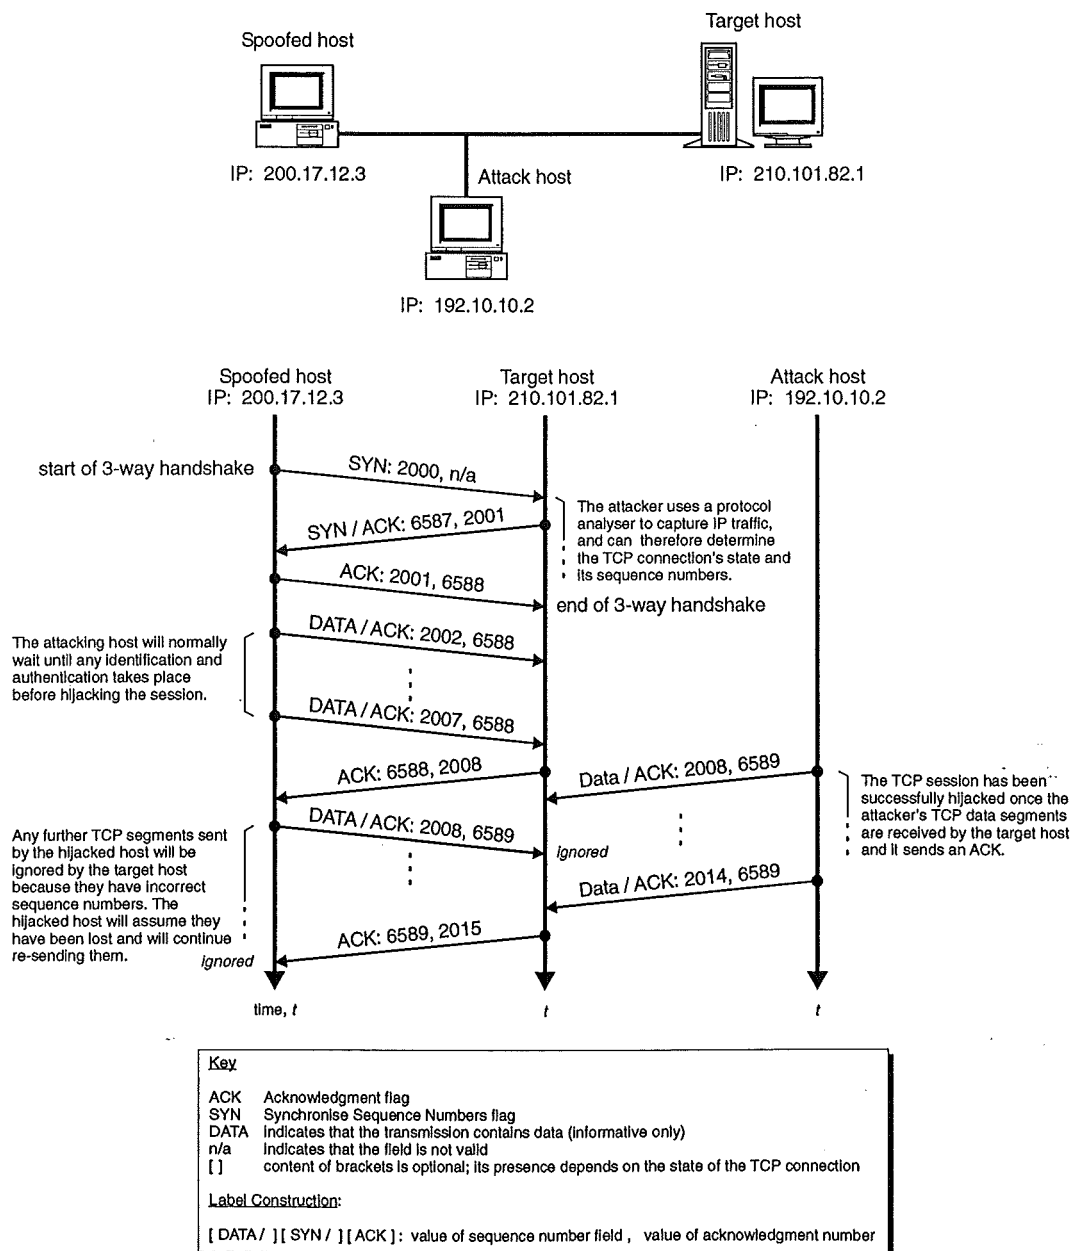 Spoofed host
Target host
IP: 200.17.12.3
Attack host
IP: 210.101.82.1
IP: 192.10.10.2
Spoofed host
IP: 200.17.12.3
Target host
IP: 210.101.82.1
Attack host
IP: 192.10.10.2
start of 3-way handshake
SYN: 2000, n/a
The attacker uses a protocol
analyser to capture IP traffic,
and can therefore determine
the TCP connection's state and
its sequence numbers.
SYN / ACK: 6587, 2001
ACK: 2001, 6588
end of 3-way handshake
The attacking host will normally
wait until any identification and
authentication takes place
before hijacking the session.
DATA / ACK: 2002, 6588
DATA / ACK: 2007, 6588
ACK: 6588, 2008
Data / ACK: 2008, 6589
The TCP session has been
successfully hijacked once the
attacker's TCP data segments
are received by the target host
and it sends an ACK.
DATA / ACK: 2008, 6589
ignored
Any further TCP segments sent
by the hijacked host will be
ignored by the target host
because they have incorrect
sequence numbers. The
hijacked host will assume they
have been lost and will continue
re-sending them.
Data / ACK: 2014, 6589
ACK: 6589, 2015
ignored
time, t
t
t
Key
ACK Acknowledgment flag
SYN Synchronise Sequence Numbers flag
DATA indicates that the transmission contains data (informative only)
n/a indicates that the field is not valid
[ ] content of brackets is optional; its presence depends on the state of the TCP connection
Label Construction:
[ DATA / ] [ SYN / ] [ ACK ] : value of sequence number field , value of acknowledgment number